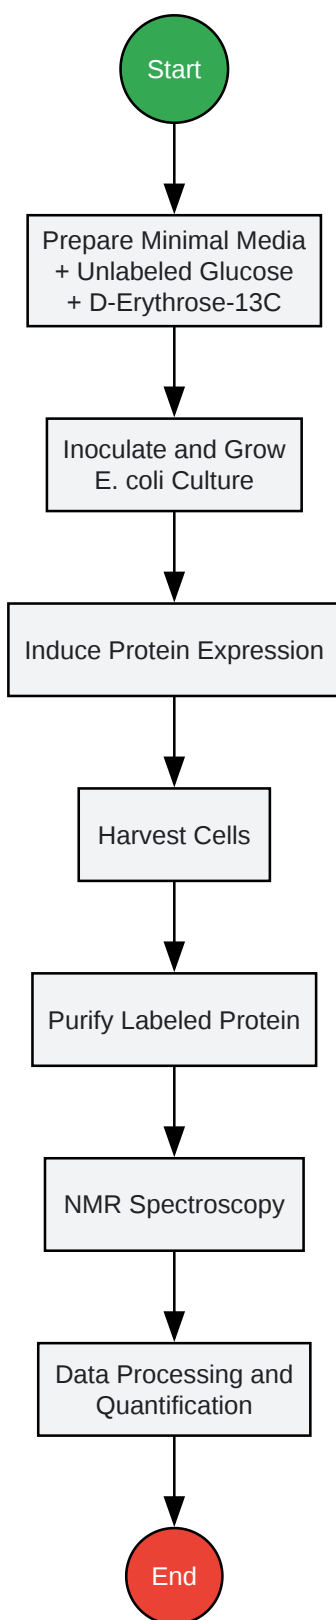 Start
Prepare Minimal Media
+ Unlabeled Glucose
+ D-Erythrose-13C
Inoculate and Grow
E. coli Culture
Induce Protein Expression
Harvest Cells
Purify Labeled Protein
NMR Spectroscopy
Data Processing and
Quantification
End